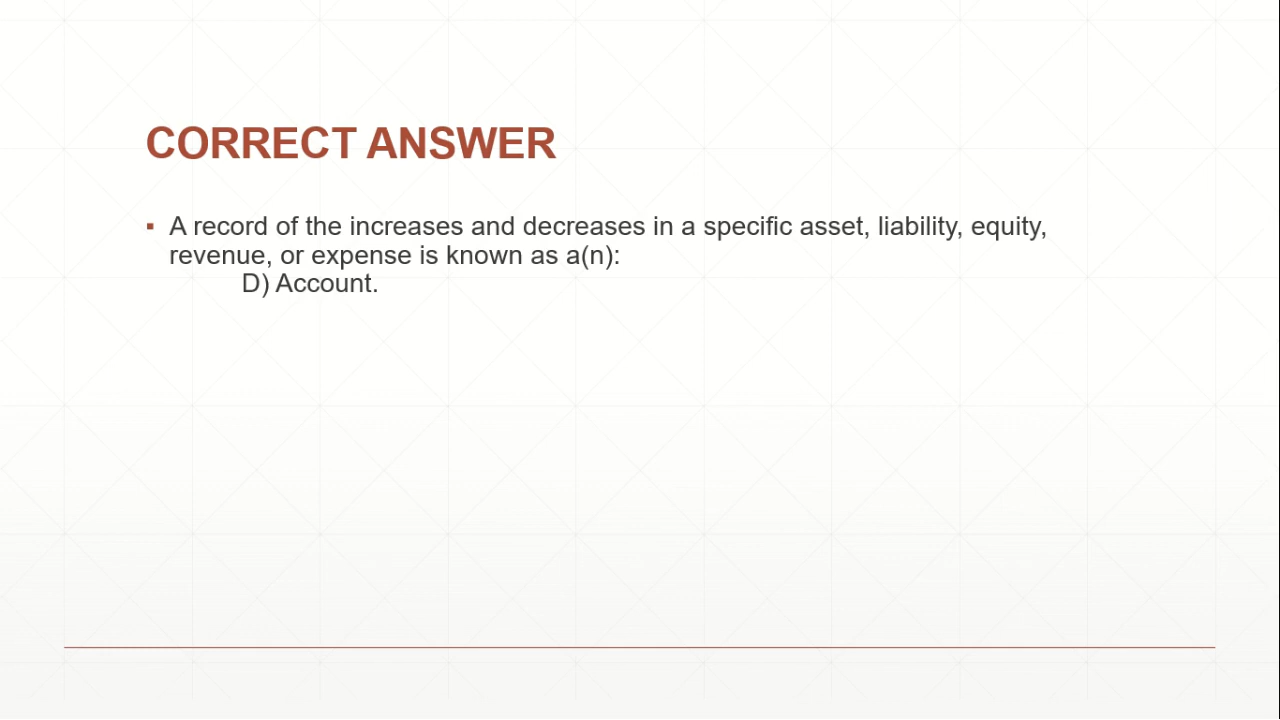 CORRECT ANSWER
▪ A record of the increases and decreases in a specific asset, liability, equity,
revenue, or expense is known as a(n):
D) Account.